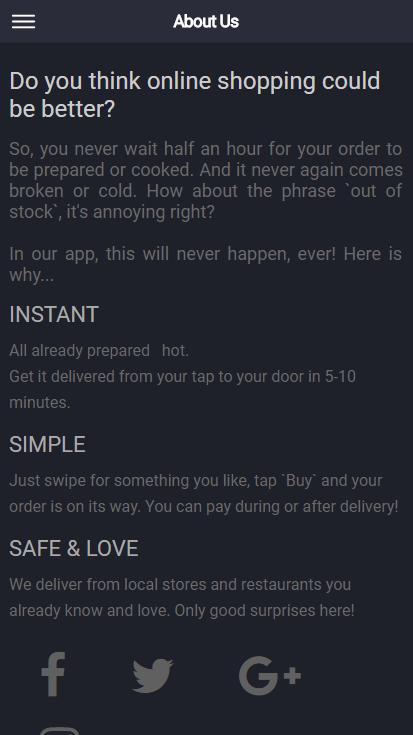 About Us
Do you think online shopping could
be better?
So, you never wait half an hour for your order to
be prepared or cooked. And it never again comes
broken or cold. How about the phrase `out of
stock`, it's annoying right?
In our app, this will never happen, ever! Here is
why...
INSTANT
All already prepared hot.
Get it delivered from your tap to your door in 5-10
minutes.
SIMPLE
Just swipe for something you like, tap `Buy` and your
order is on its way. You can pay during or after delivery!
SAFE & LOVE
We deliver from local stores and restaurants you
already know and love. Only good surprises here!